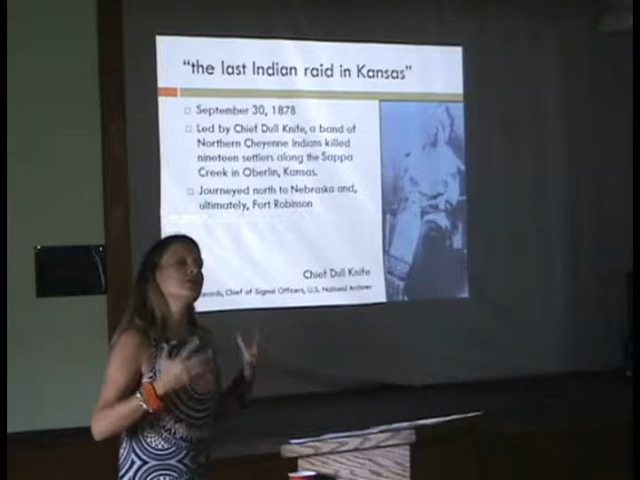 "the last Indian raid in Kansas"
September 30, 1878
Led by Chief Dull Knife, a band of
Northern Cheyenne Indians killed
nineteen settlers along the Sappa
Creek in Oberlin, Kansas.
Journeyed north to Nebraska and,
ultimately, Fort Robinson
Chief Dull Knife
Chief of Signal Officers, U.S. National Archives